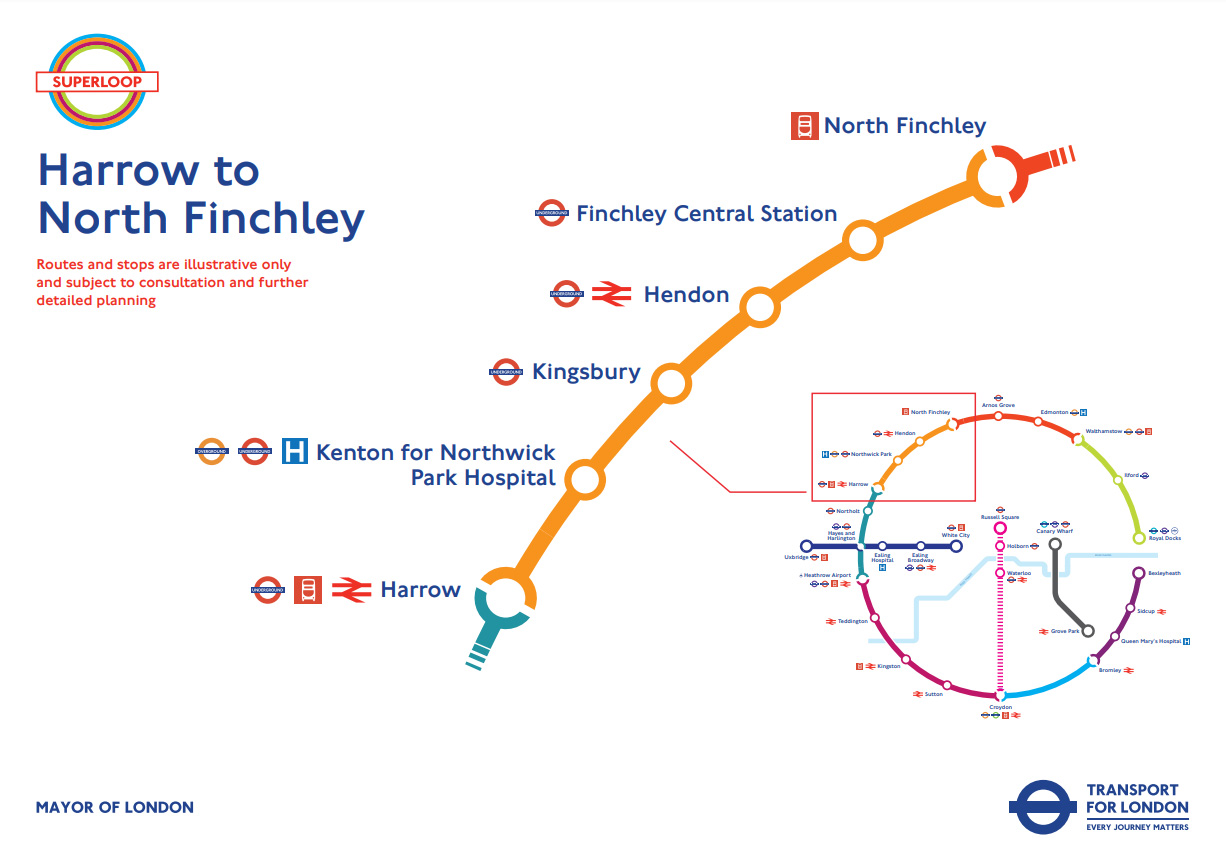 SUPERLOOP
Harrow to
North Finchley
Routes and stops are illustrative only
and subject to consultation and further
detailed planning
North Finchley
UNDERGROUND
Finchley Central Station
UNDERGROUND
Hendon
UNDERGROUND
Kingsbury
OVERGROUND
UNDERGROUND
H
Kenton for Northwick
Park Hospital
UNDERGROUND
Harrow
Arnos Grove
North Finchley
Edmonton
H
Hendon
Walthamstow
H
Northwick Park
Ilford
Harrow
Northolt
Russell Square
Hayes and
Harlington
White City
Canary Wharf
Royal Docks
Uxbridge
Ealing
Hospital
H
Ealing
Broadway
Holborn
Heathrow Airport
Waterloo
Bexleyheath
Teddington
Sidcup
Grove Park
Queen Mary's Hospital
H
Kingston
Bromley
Sutton
Croydon
MAYOR OF LONDON
TRANSPORT
FOR LONDON
EVERY JOURNEY MATTERS